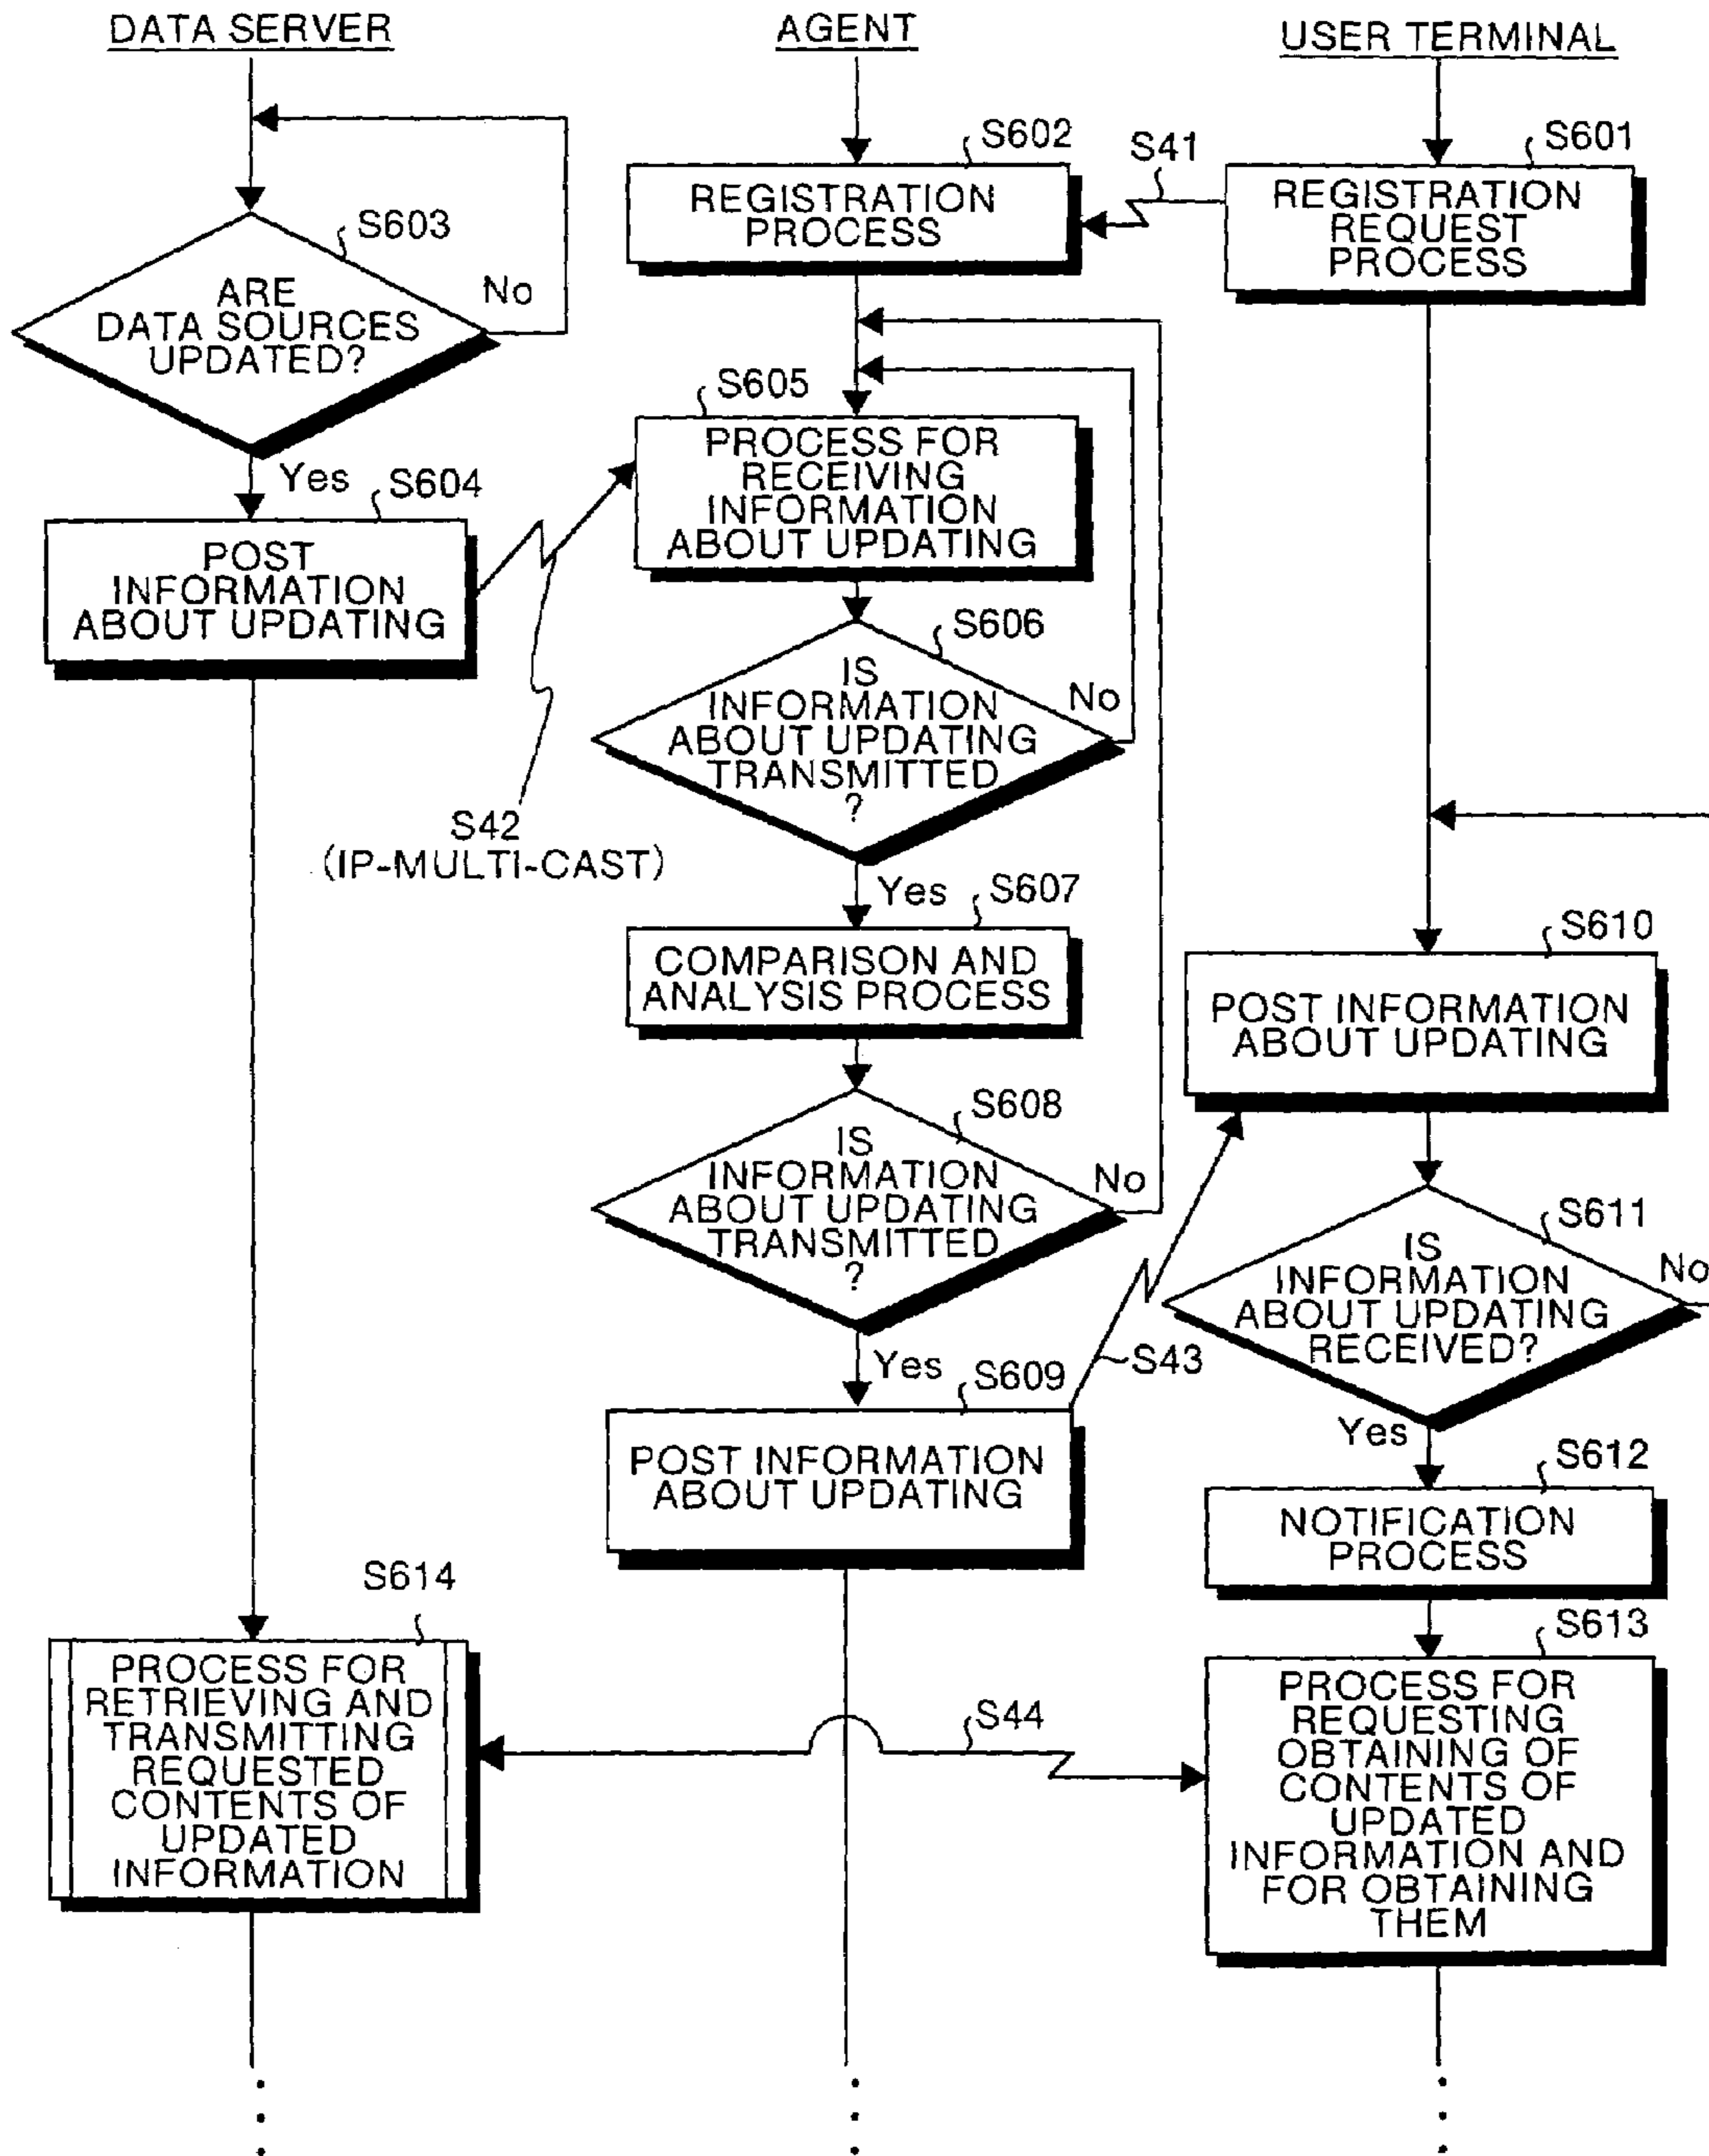 DATA SERVER
AGENT
USER TERMINAL
S602
S41
S601
REGISTRATION
PROCESS
REGISTRATION
REQUEST
PROCESS
S603
ARE
DATA SOURCES
UPDATED?
No
Yes
S604
POST
INFORMATION
ABOUT UPDATING
S605
PROCESS FOR
RECEIVING
INFORMATION
ABOUT UPDATING
S42
(IP-MULTI-CAST)
S606
IS
INFORMATION
ABOUT UPDATING
TRANSMITTED
?
No
Yes
S607
COMPARISON AND
ANALYSIS PROCESS
S608
IS
INFORMATION
ABOUT UPDATING
TRANSMITTED
?
No
Yes
S609
POST INFORMATION
ABOUT UPDATING
S43
S610
POST INFORMATION
ABOUT UPDATING
S611
IS
INFORMATION
ABOUT UPDATING
RECEIVED?
No
Yes
S612
NOTIFICATION
PROCESS
S613
PROCESS FOR
REQUESTING
OBTAINING OF
CONTENTS OF
UPDATED
INFORMATION AND
FOR OBTAINING
THEM
S44
S614
PROCESS FOR
RETRIEVING AND
TRANSMITTING
REQUESTED
CONTENTS OF
UPDATED
INFORMATION